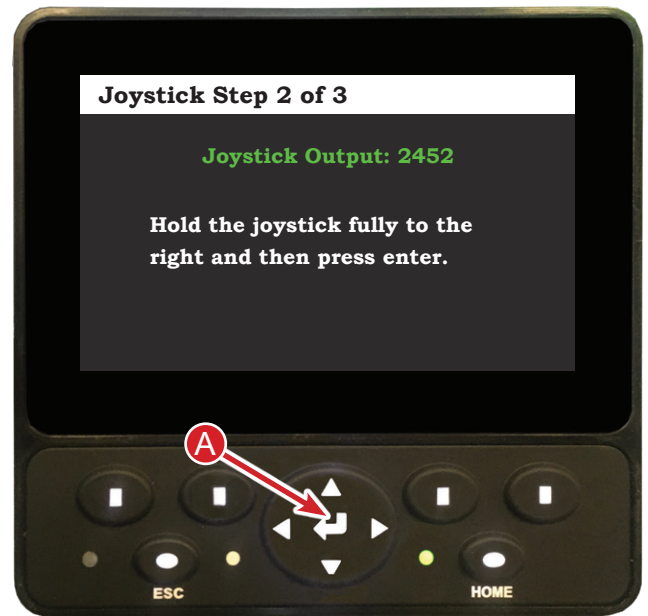 Joystick Step 2 of 3
Joystick Output: 2452
Hold the joystick fully to the
right and then press enter.
A
ESC
HOME